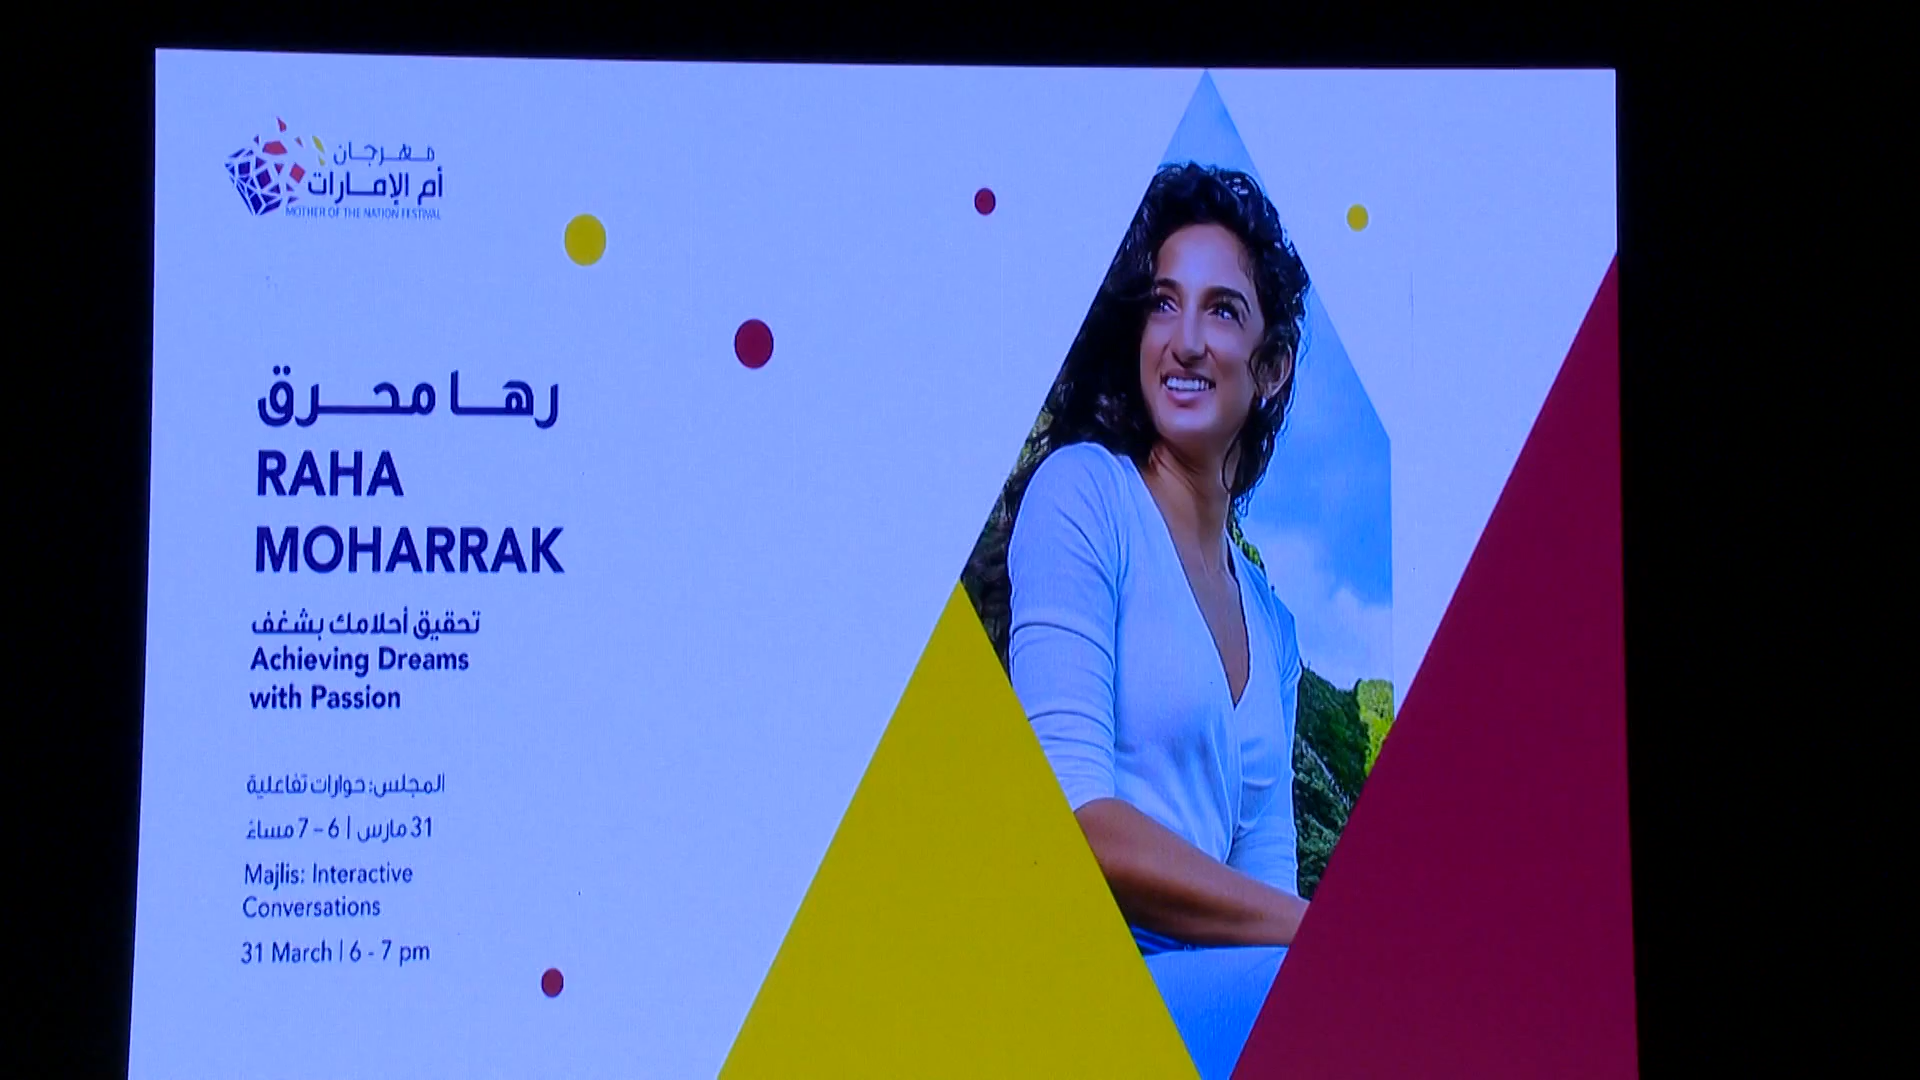 مهرجان
أم الإمارات
MOTHER OF THE NATION FESTIVAL
رها محرق
RAHA
MOHARRAK
تحقيق أحلامك بشغف
Achieving Dreams
with Passion
المجلس: حوارات تفاعلية
31 مارس | 6 – 7 مساءً
Majlis: Interactive
Conversations
31 March | 6 - 7 pm